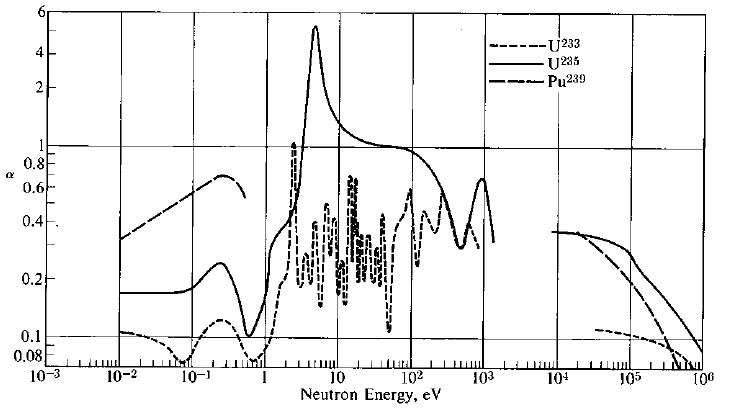 6
4
2
1
0.8
0.6
0.4
0.2
0.1
0.08
α
U²³³
U²³⁵
Pu²³⁹
10⁻³ 10⁻² 10⁻¹ 1 10 10² 10³ 10⁴ 10⁵ 10⁶
Neutron Energy, eV